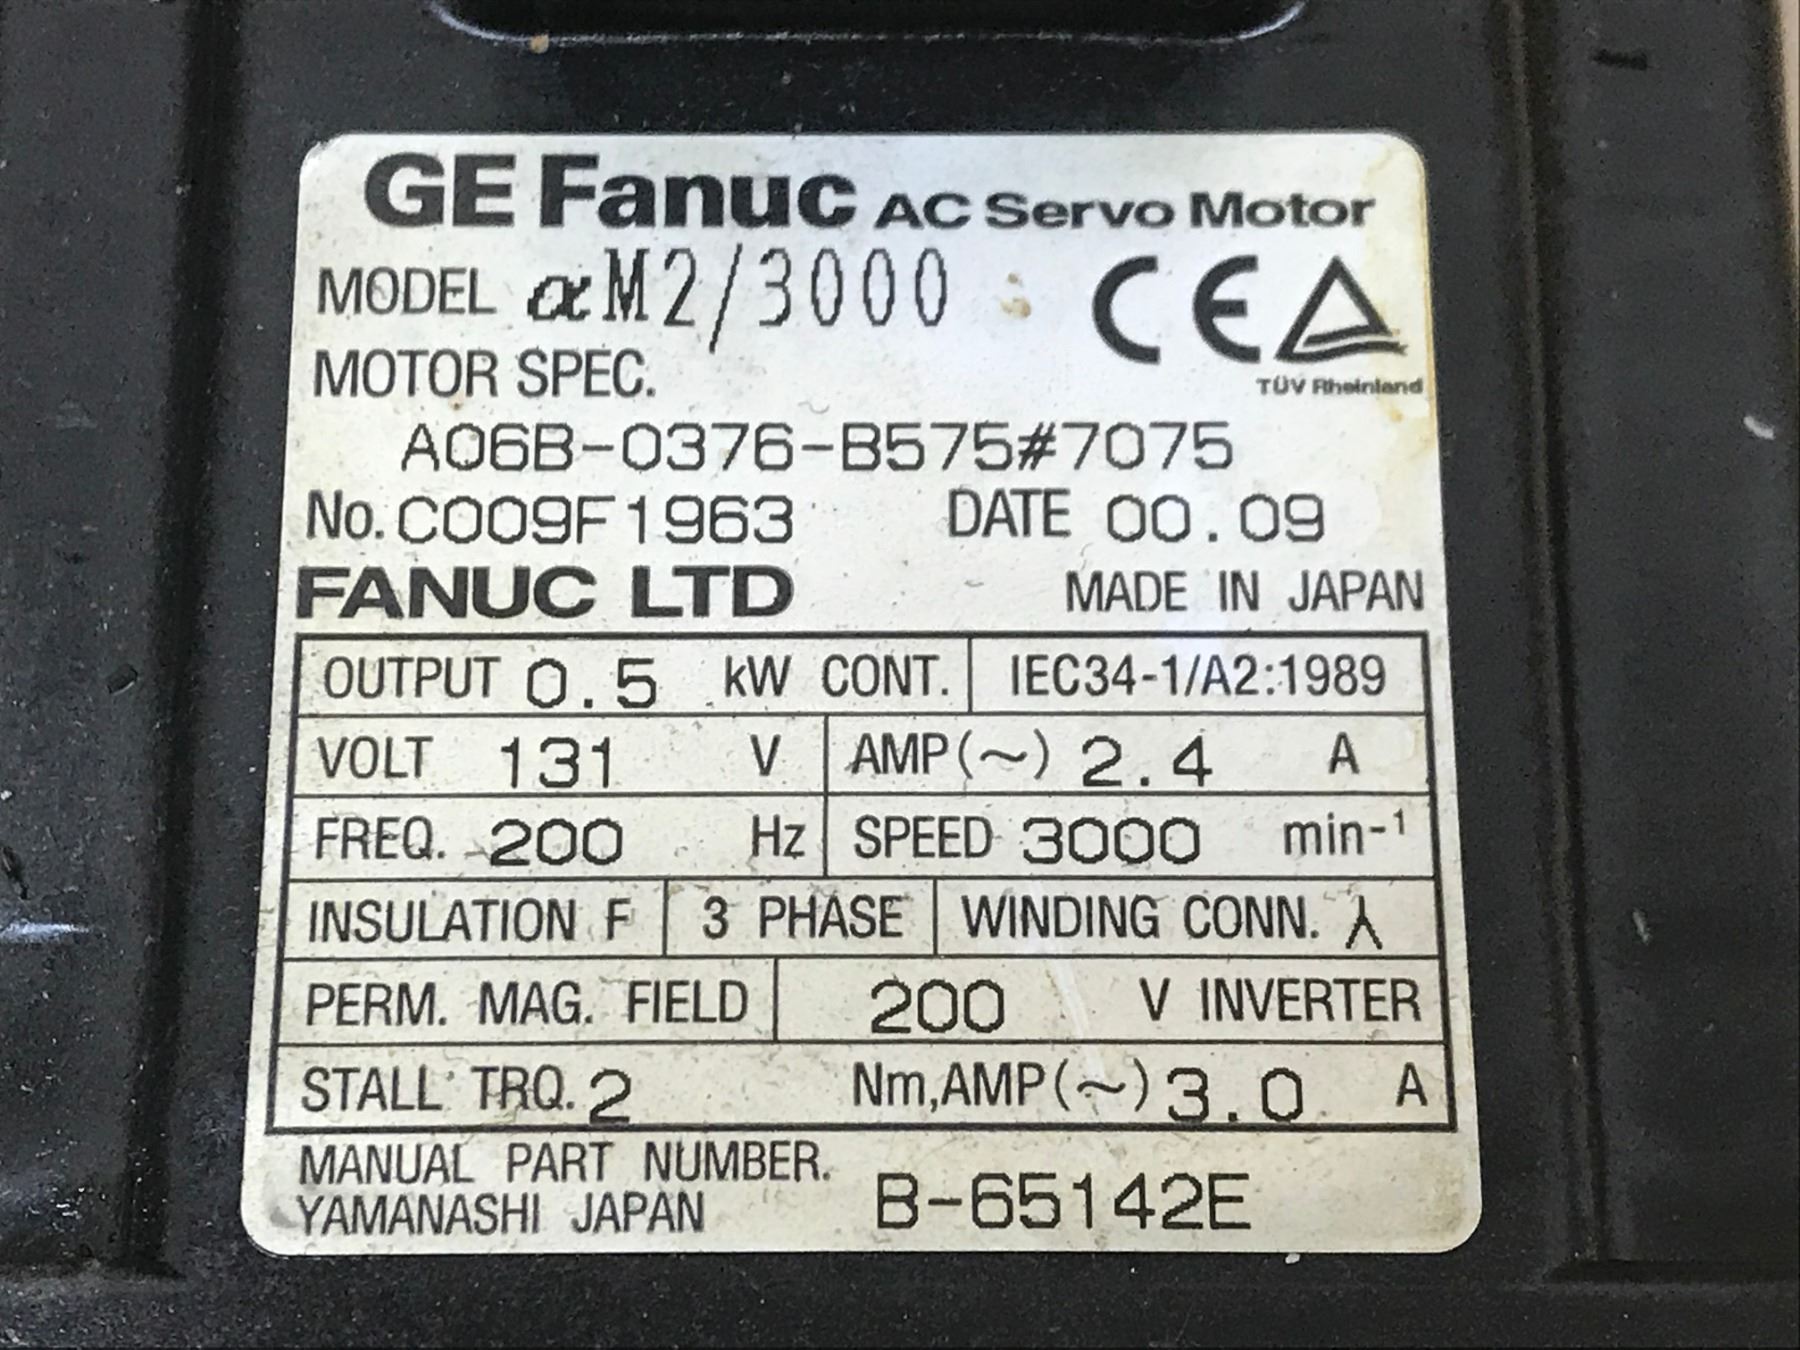 GE Fanuc AC Servo Motor
MODEL αM2/3000
CE
TÜV Rheinland
MOTOR SPEC.
A06B-0376-B575#7075
No. C009F1963 DATE 00.09
FANUC LTD MADE IN JAPAN
OUTPUT 0.5 kW CONT. IEC34-1/A2:1989
VOLT 131 V AMP(~) 2.4 A
FREQ. 200 Hz SPEED 3000 min-1
INSULATION F 3 PHASE WINDING CONN. ⅄
PERM. MAG. FIELD 200 V INVERTER
STALL TRQ. 2 Nm,AMP(~) 3.0 A
MANUAL PART NUMBER.
YAMANASHI JAPAN B-65142E